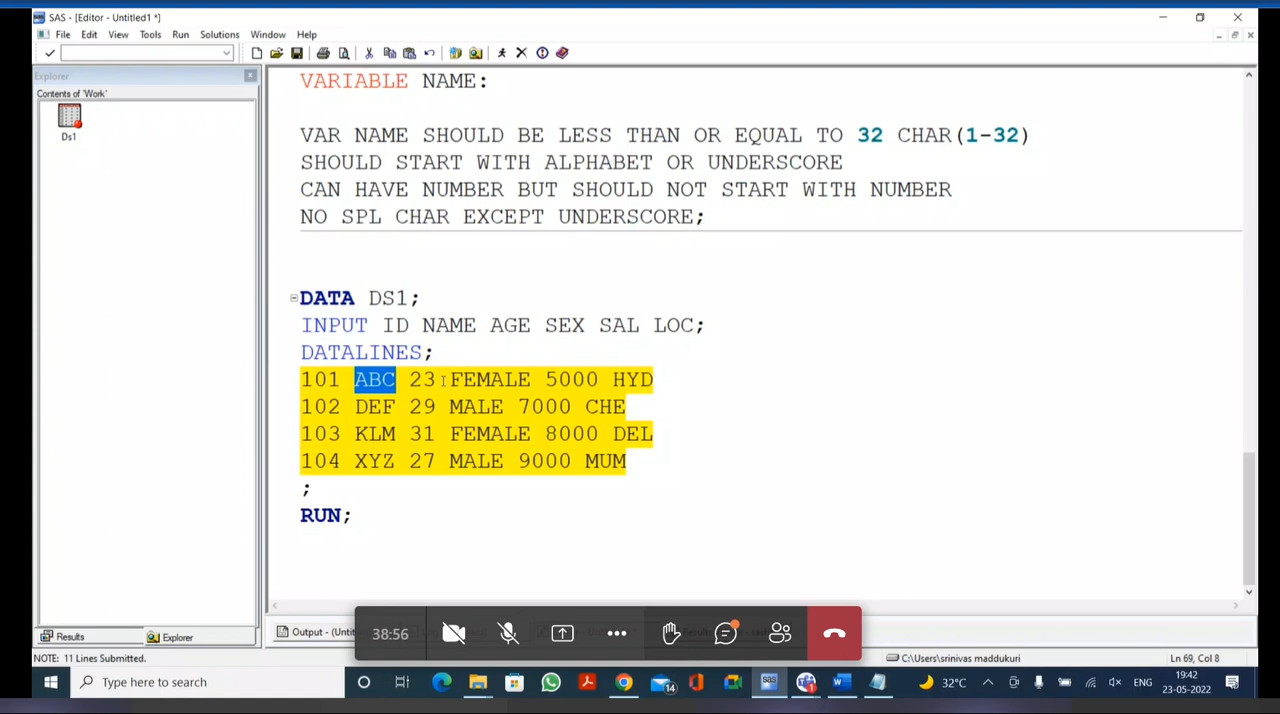 SAS - [Editor - Untitled1 *]
File Edit View Tools Run Solutions Window Help
Explorer
Contents of 'Work'
Ds1
VARIABLE NAME:
VAR NAME SHOULD BE LESS THAN OR EQUAL TO 32 CHAR(1-32)
SHOULD START WITH ALPHABET OR UNDERSCORE
CAN HAVE NUMBER BUT SHOULD NOT START WITH NUMBER
NO SPL CHAR EXCEPT UNDERSCORE;
DATA DS1;
INPUT ID NAME AGE SEX SAL LOC;
DATALINES;
101 ABC 23 FEMALE 5000 HYD
102 DEF 29 MALE 7000 CHE
103 KLM 31 FEMALE 8000 DEL
104 XYZ 27 MALE 9000 MUM
;
RUN;
Results Explorer
Output - (Untit
38:56
NOTE: 11 Lines Submitted.
C:\Users\srinivas maddukuri
Ln 69, Col 8
Type here to search
14
sas
32°C
ENG
19:42
23-05-2022